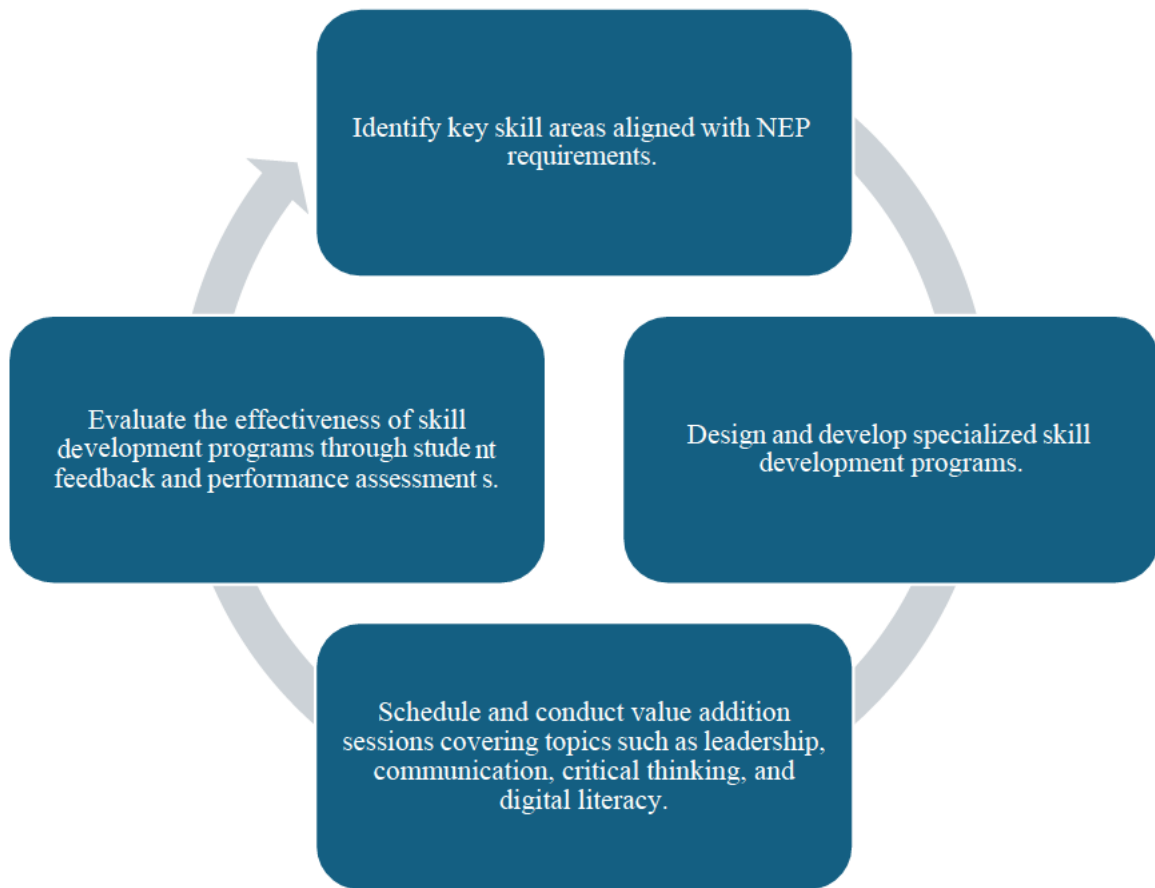 Identify key skill areas aligned with NEP
requirements.
Design and develop specialized skill
development programs.
Schedule and conduct value addition
sessions covering topics such as leadership,
communication, critical thinking, and
digital literacy.
Evaluate the effectiveness of skill
development programs through stude nt
feedback and performance assessment s.